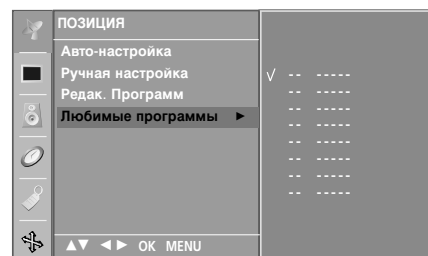 ПОЗИЦИЯ
Авто-настройка
Ручная настройка
Редак. Программ
Любимые программы ►
√ -- -----
-- -----
-- -----
-- -----
-- -----
-- -----
-- -----
-- -----
▲▼ ◄► OK MENU